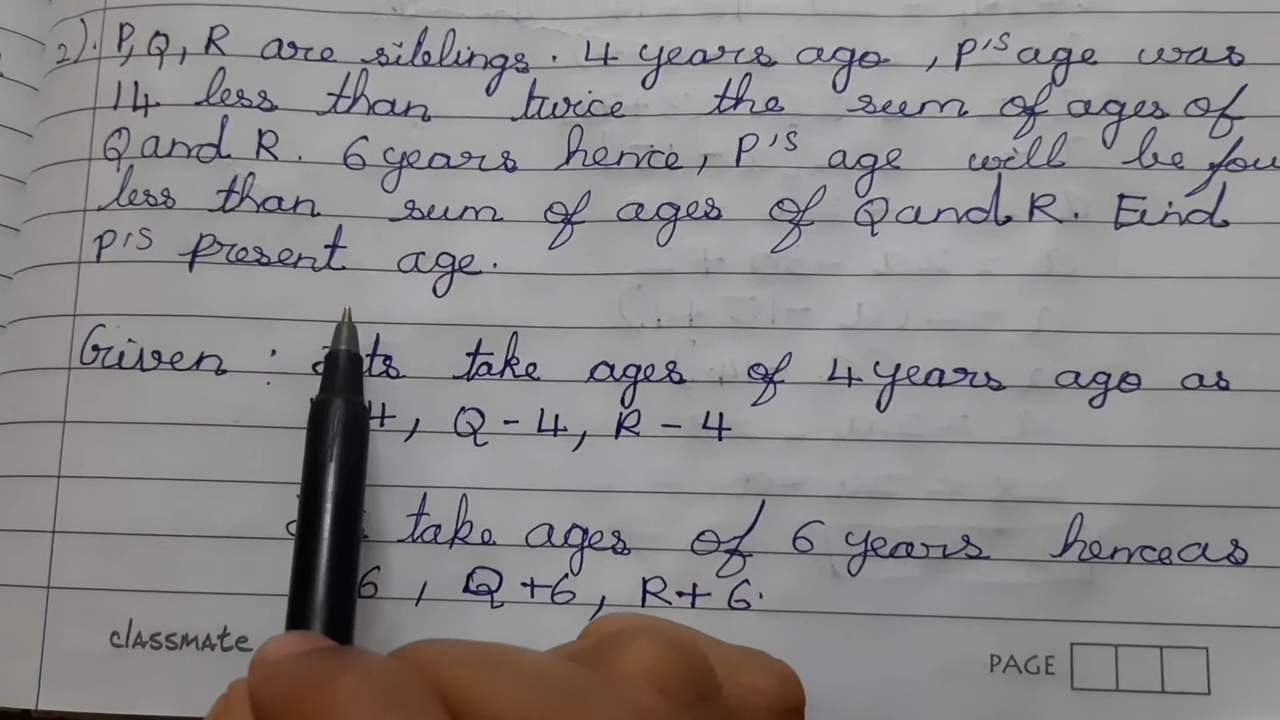 2). P, Q, R are siblings. 4 years ago, P's age was
14 less than twice the sum of ages of
Q and R. 6 years hence, P's age will be fou
less than sum of ages of Q and R. Find
P's present age.
Given : take ages of 4 years ago as
4, Q - 4, R - 4
take ages of 6 years hence as
6, Q + 6, R + 6.
classmate
PAGE